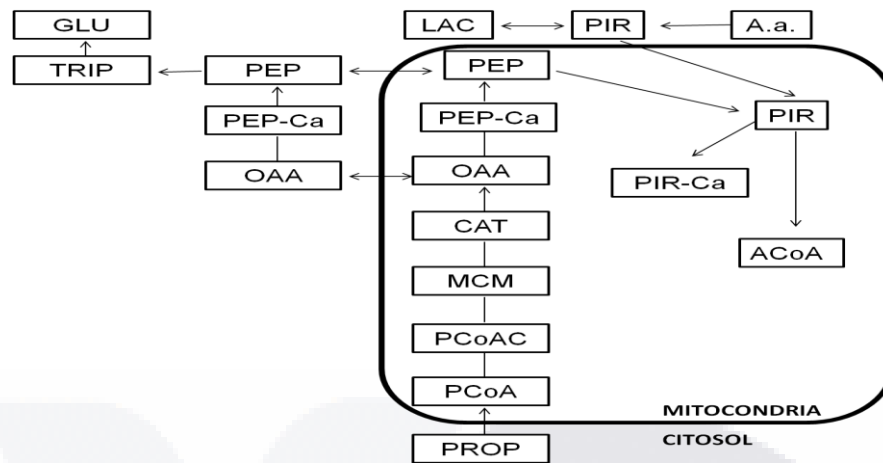 GLU
LAC
PIR
A.a.
TRIP
PEP
PEP
PEP-Ca
PEP-Ca
PIR
OAA
OAA
PIR-Ca
CAT
ACoA
MCM
PCoAC
PCoA
MITOCONDRIA
CITOSOL
PROP